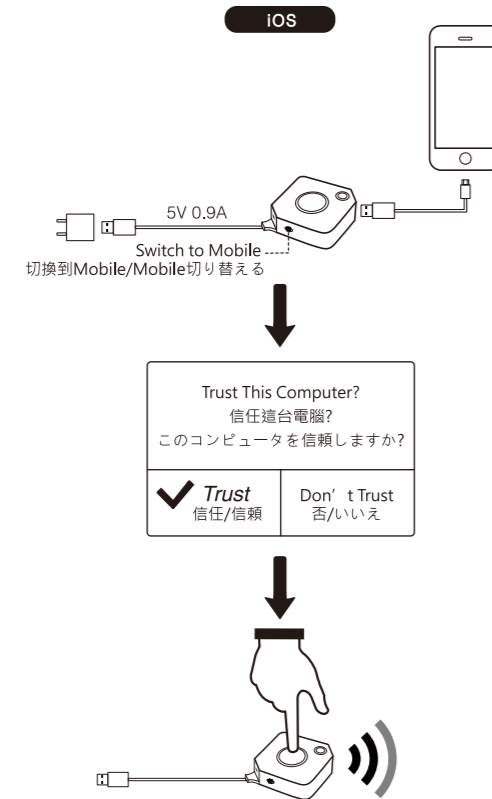 iOS
5V 0.9A
Switch to Mobile
切換到Mobile/Mobile切り替える
Trust This Computer?
信任這台電腦?
このコンピュータを信頼しますか?
Trust
信任/信頼
Don’t Trust
否/いいえ